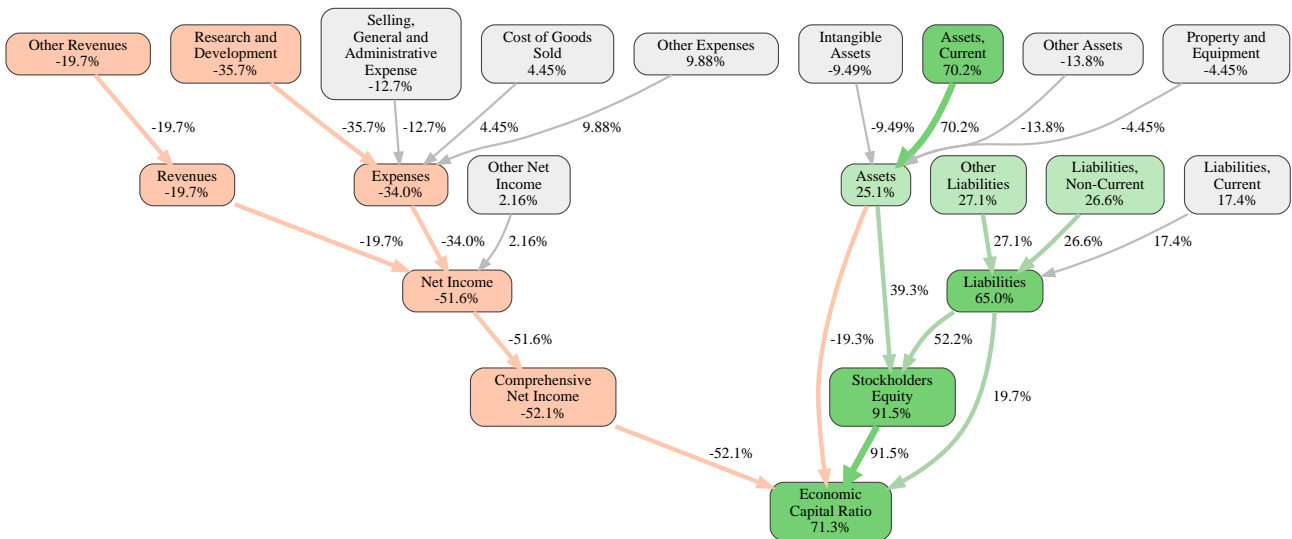 Other Revenues
-19.7%
Research and
Development
-35.7%
Selling,
General and
Administrative
Expense
-12.7%
Cost of Goods
Sold
4.45%
Other Expenses
9.88%
Intangible
Assets
-9.49%
Assets,
Current
70.2%
Other Assets
-13.8%
Property and
Equipment
-4.45%
-19.7%
-35.7%
-12.7%
4.45%
9.88%
-9.49%
70.2%
-13.8%
-4.45%
Revenues
-19.7%
Expenses
-34.0%
Other Net
Income
2.16%
Assets
25.1%
Other
Liabilities
27.1%
Liabilities,
Non-Current
26.6%
Liabilities,
Current
17.4%
-19.7%
-34.0%
2.16%
27.1%
26.6%
17.4%
Net Income
-51.6%
39.3%
Liabilities
65.0%
-51.6%
-19.3%
52.2%
Comprehensive
Net Income
-52.1%
Stockholders
Equity
91.5%
19.7%
-52.1%
91.5%
Economic
Capital Ratio
71.3%